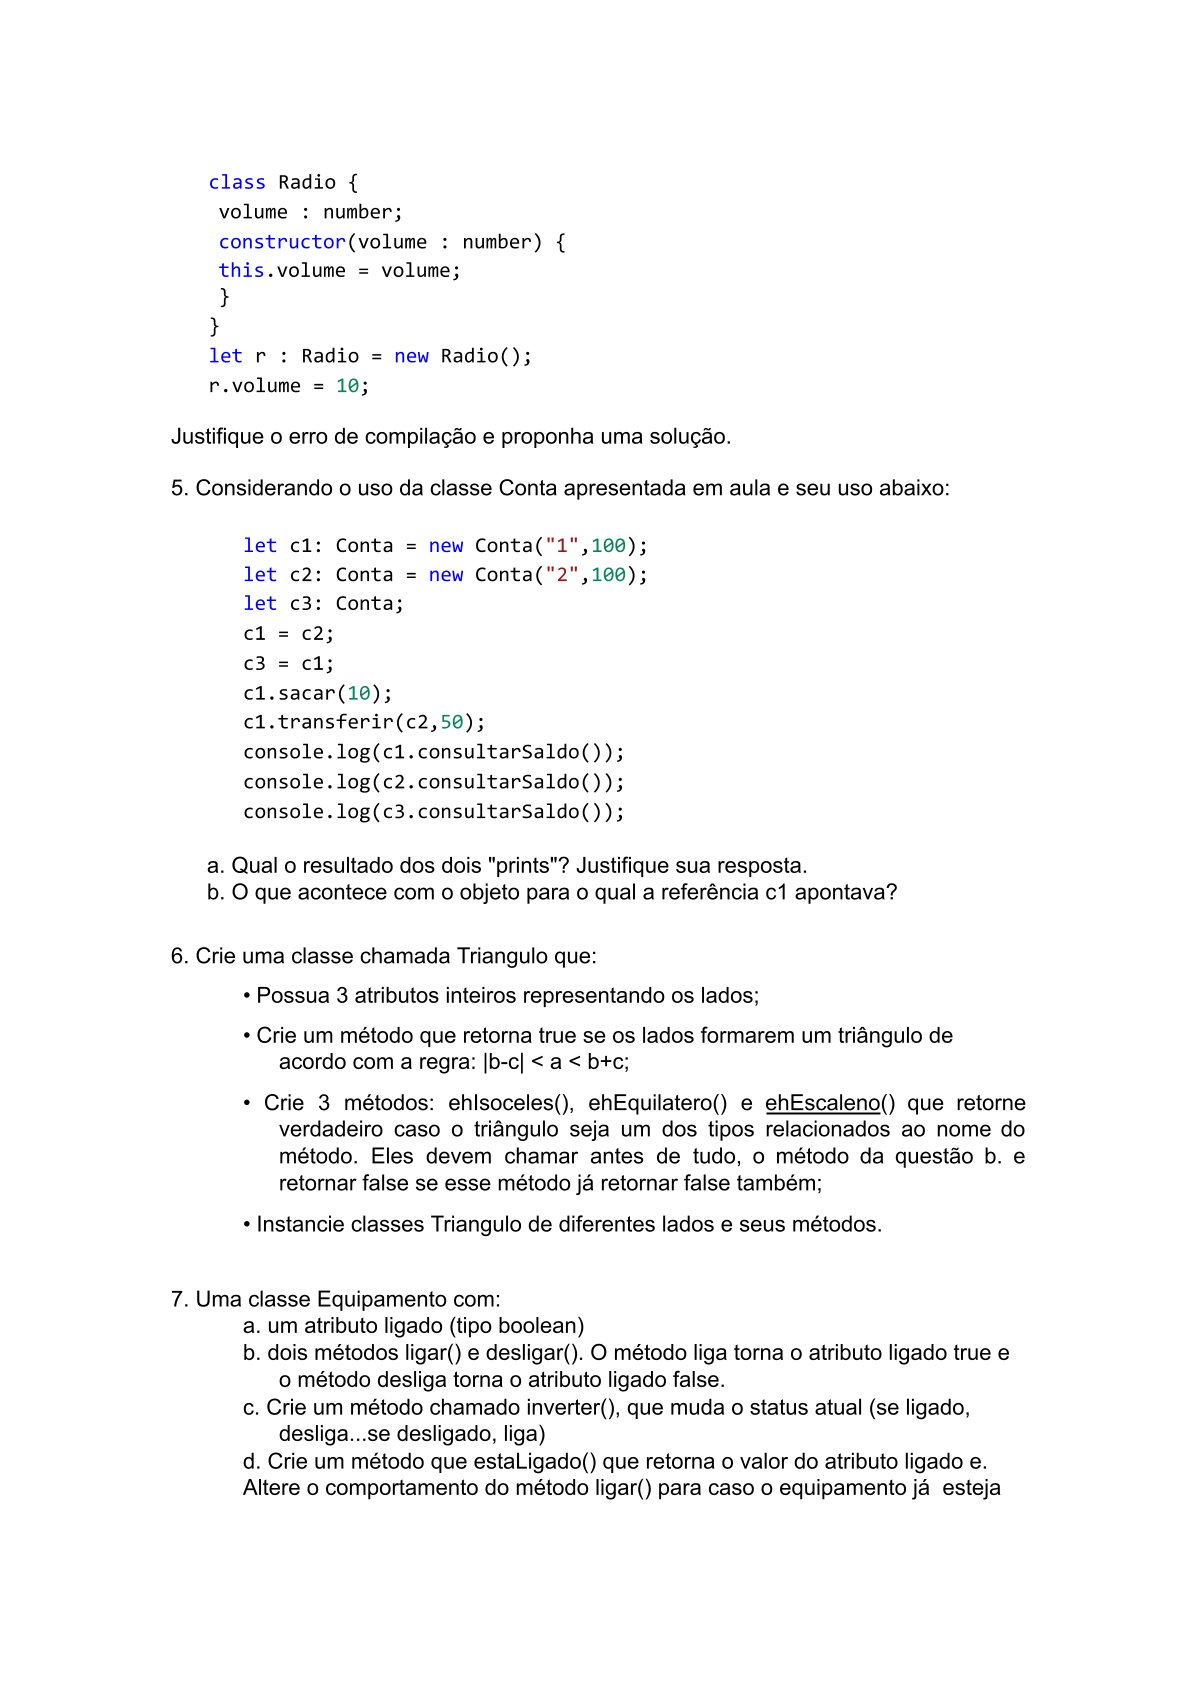 class Radio {
volume : number;
constructor(volume : number) {
this.volume = volume;
}
}
let r : Radio = new Radio();
r.volume = 10;
Justifique o erro de compilação e proponha uma solução.
5. Considerando o uso da classe Conta apresentada em aula e seu uso abaixo:
let c1: Conta = new Conta("1",100);
let c2: Conta = new Conta("2",100);
let c3: Conta;
c1 = c2;
c3 = c1;
c1.sacar(10);
c1.transferir(c2,50);
console.log(c1.consultarSaldo());
console.log(c2.consultarSaldo());
console.log(c3.consultarSaldo());
a. Qual o resultado dos dois "prints"? Justifique sua resposta.
b. O que acontece com o objeto para o qual a referência c1 apontava?
6. Crie uma classe chamada Triangulo que:
• Possua 3 atributos inteiros representando os lados;
• Crie um método que retorna true se os lados formarem um triângulo de
acordo com a regra: |b-c| < a < b+c;
• Crie 3 métodos: ehIsoceles(), ehEquilatero() e ehEscaleno() que retorne
verdadeiro caso o triângulo seja um dos tipos relacionados ao nome do
método. Eles devem chamar antes de tudo, o método da questão b. e
retornar false se esse método já retornar false também;
• Instancie classes Triangulo de diferentes lados e seus métodos.
7. Uma classe Equipamento com:
a. um atributo ligado (tipo boolean)
b. dois métodos ligar() e desligar(). O método liga torna o atributo ligado true e
o método desliga torna o atributo ligado false.
c. Crie um método chamado inverter(), que muda o status atual (se ligado,
desliga...se desligado, liga)
d. Crie um método que estaLigado() que retorna o valor do atributo ligado e.
Altere o comportamento do método ligar() para caso o equipamento já esteja